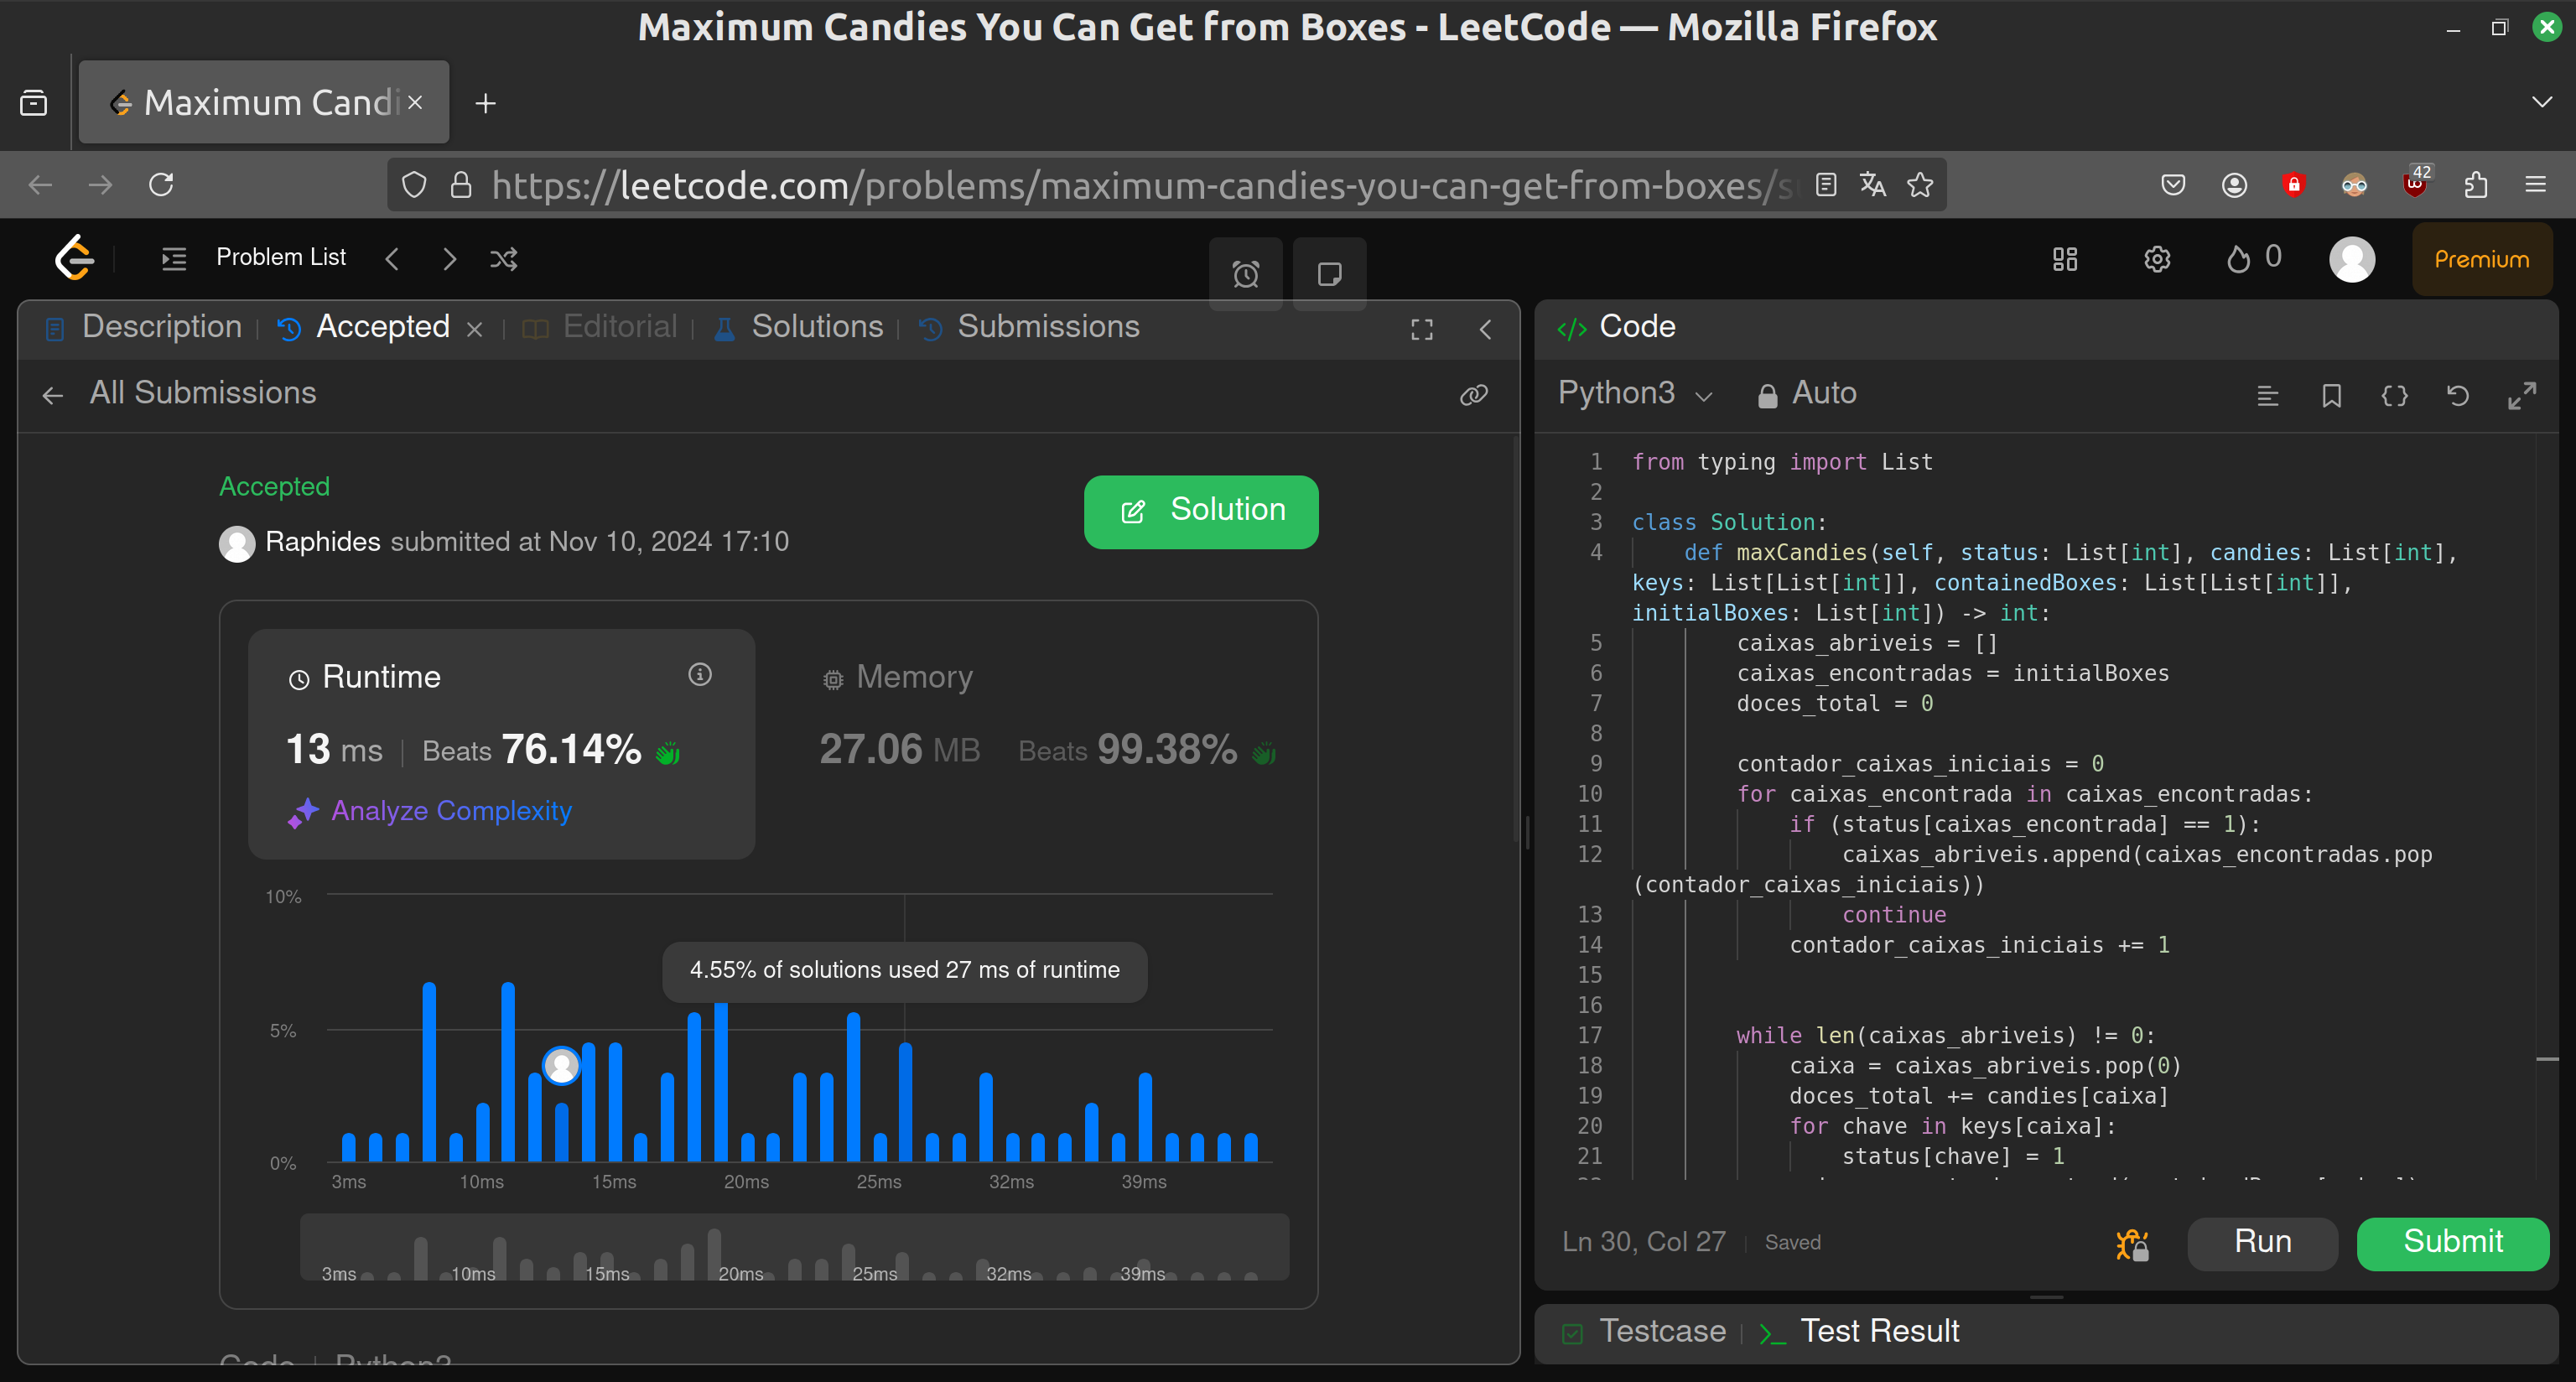 Maximum Candies You Can Get from Boxes - LeetCode — Mozilla Firefox
Maximum Candi
https://leetcode.com/problems/maximum-candies-you-can-get-from-boxes/s
42
Problem List
0
Premium
Description | Accepted | Editorial | Solutions | Submissions
All Submissions
Accepted
Raphides submitted at Nov 10, 2024 17:10
Solution
Runtime
13 ms | Beats 76.14%
Analyze Complexity
Memory
27.06 MB Beats 99.38%
10%
5%
0%
4.55% of solutions used 27 ms of runtime
3ms 10ms 15ms 20ms 25ms 32ms 39ms
3ms 10ms 15ms 20ms 25ms 32ms 39ms
Code | Python3
</> Code
Python3 Auto
1 from typing import List
2
3 class Solution:
4 def maxCandies(self, status: List[int], candies: List[int],
keys: List[List[int]], containedBoxes: List[List[int]],
initialBoxes: List[int]) -> int:
5 caixas_abriveis = []
6 caixas_encontradas = initialBoxes
7 doces_total = 0
8
9 contador_caixas_iniciais = 0
10 for caixas_encontrada in caixas_encontradas:
11 if (status[caixas_encontrada] == 1):
12 caixas_abriveis.append(caixas_encontradas.pop
(contador_caixas_iniciais))
13 continue
14 contador_caixas_iniciais += 1
15
16
17 while len(caixas_abriveis) != 0:
18 caixa = caixas_abriveis.pop(0)
19 doces_total += candies[caixa]
20 for chave in keys[caixa]:
21 status[chave] = 1
Ln 30, Col 27 | Saved
Run
Submit
Testcase | Test Result